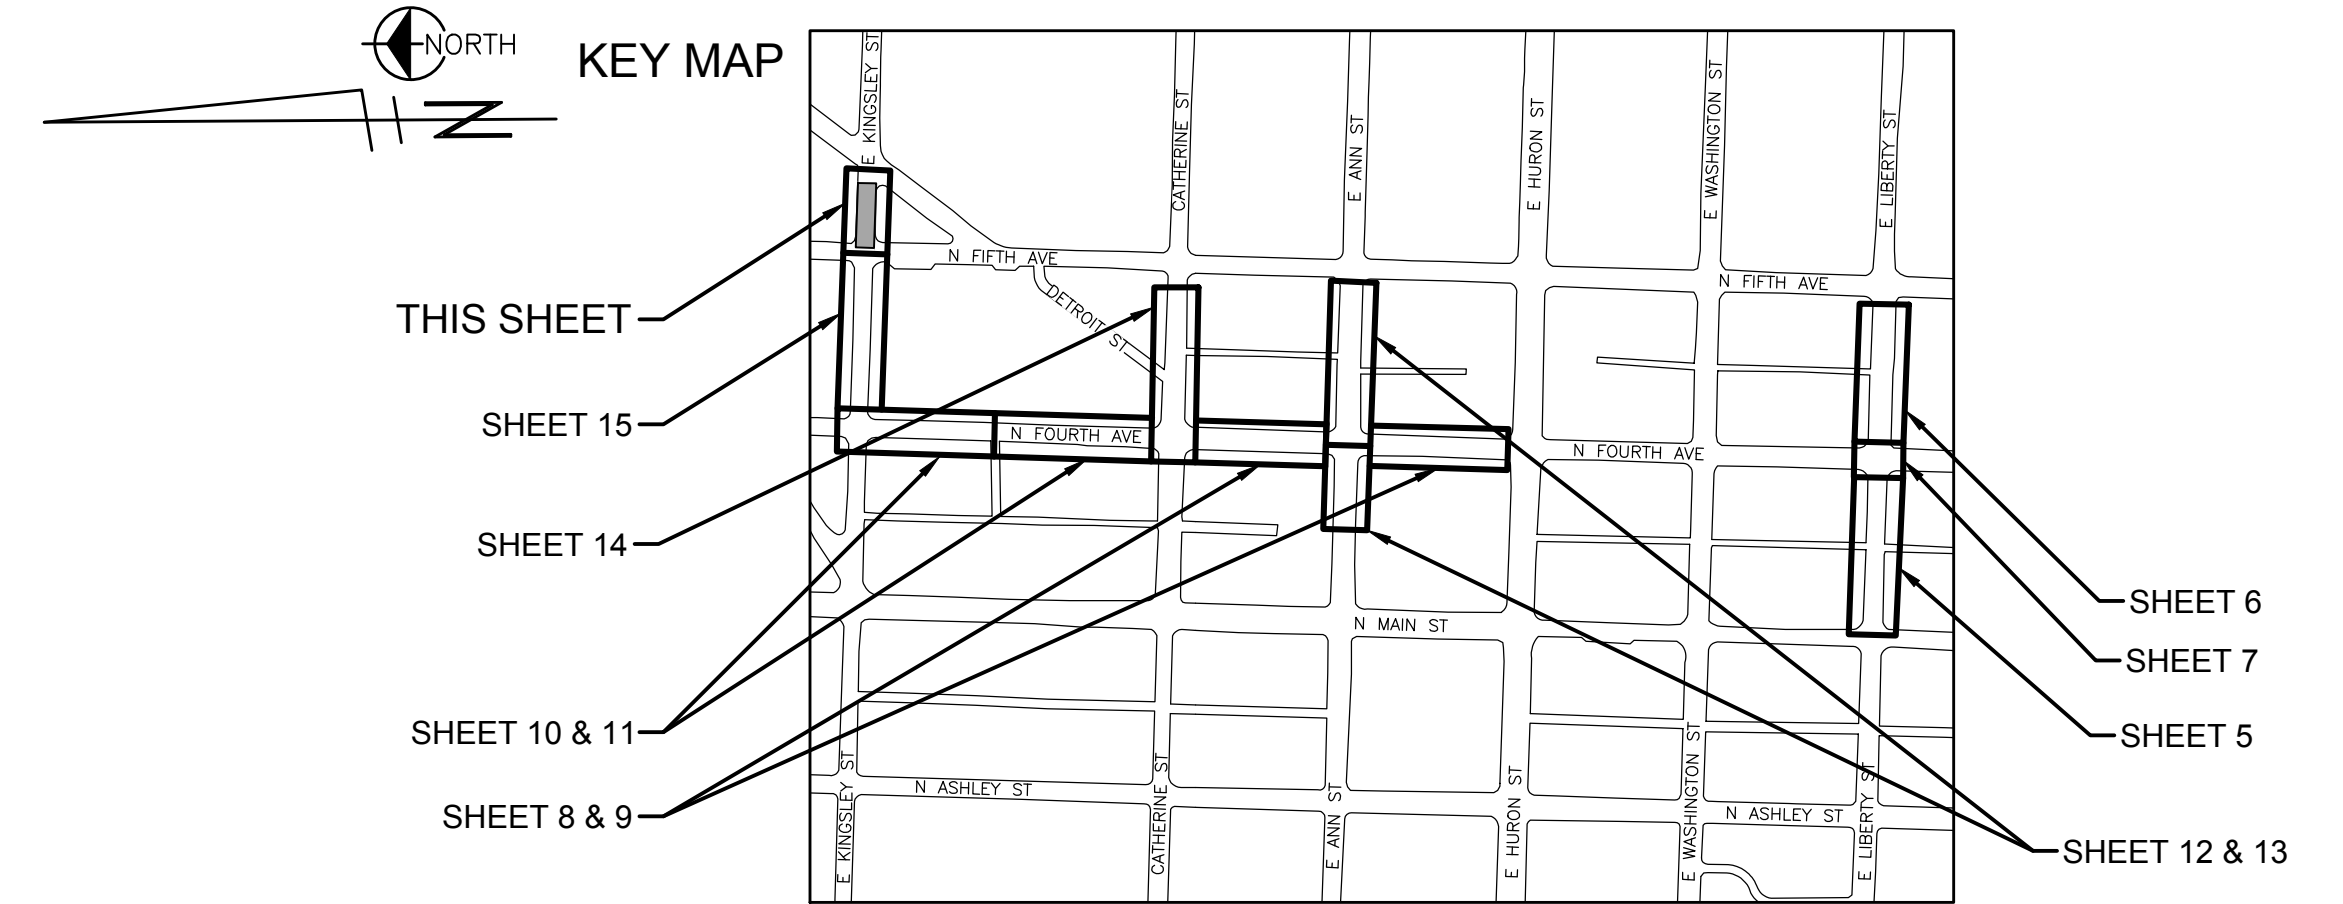 NORTH
KEY MAP
N
E KINGSLEY ST
CATHERINE ST
E ANN ST
E HURON ST
E WASHINGTON ST
E LIBERTY ST
N FIFTH AVE
N FIFTH AVE
DETROIT ST
THIS SHEET
SHEET 15
N FOURTH AVE
N FOURTH AVE
SHEET 14
SHEET 6
N MAIN ST
SHEET 7
SHEET 10 & 11
SHEET 5
SHEET 8 & 9
N ASHLEY ST
N ASHLEY ST
E KINGSLEY ST
CATHERINE ST
E ANN ST
E HURON ST
E WASHINGTON ST
E LIBERTY ST
SHEET 12 & 13